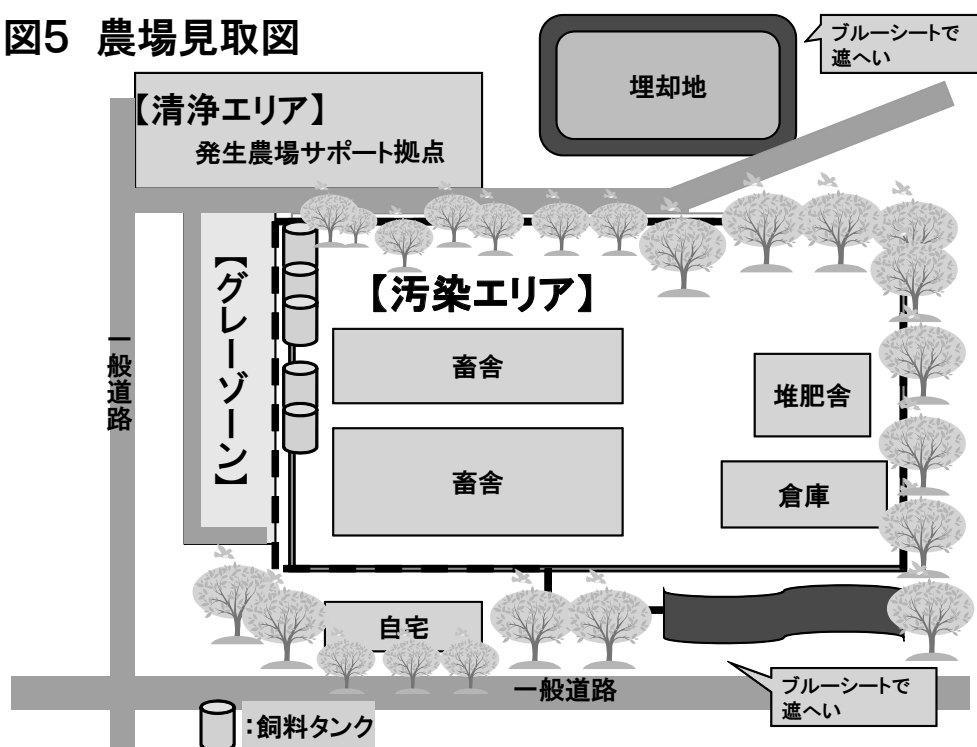 図5 農場見取図
ブルーシートで
遮へい
埋却地
【清浄エリア】
発生農場サポート拠点
【グレーゾーン】
【汚染エリア】
一般道路
畜舎
堆肥舎
畜舎
倉庫
自宅
一般道路
ブルーシートで
遮へい
：飼料タンク